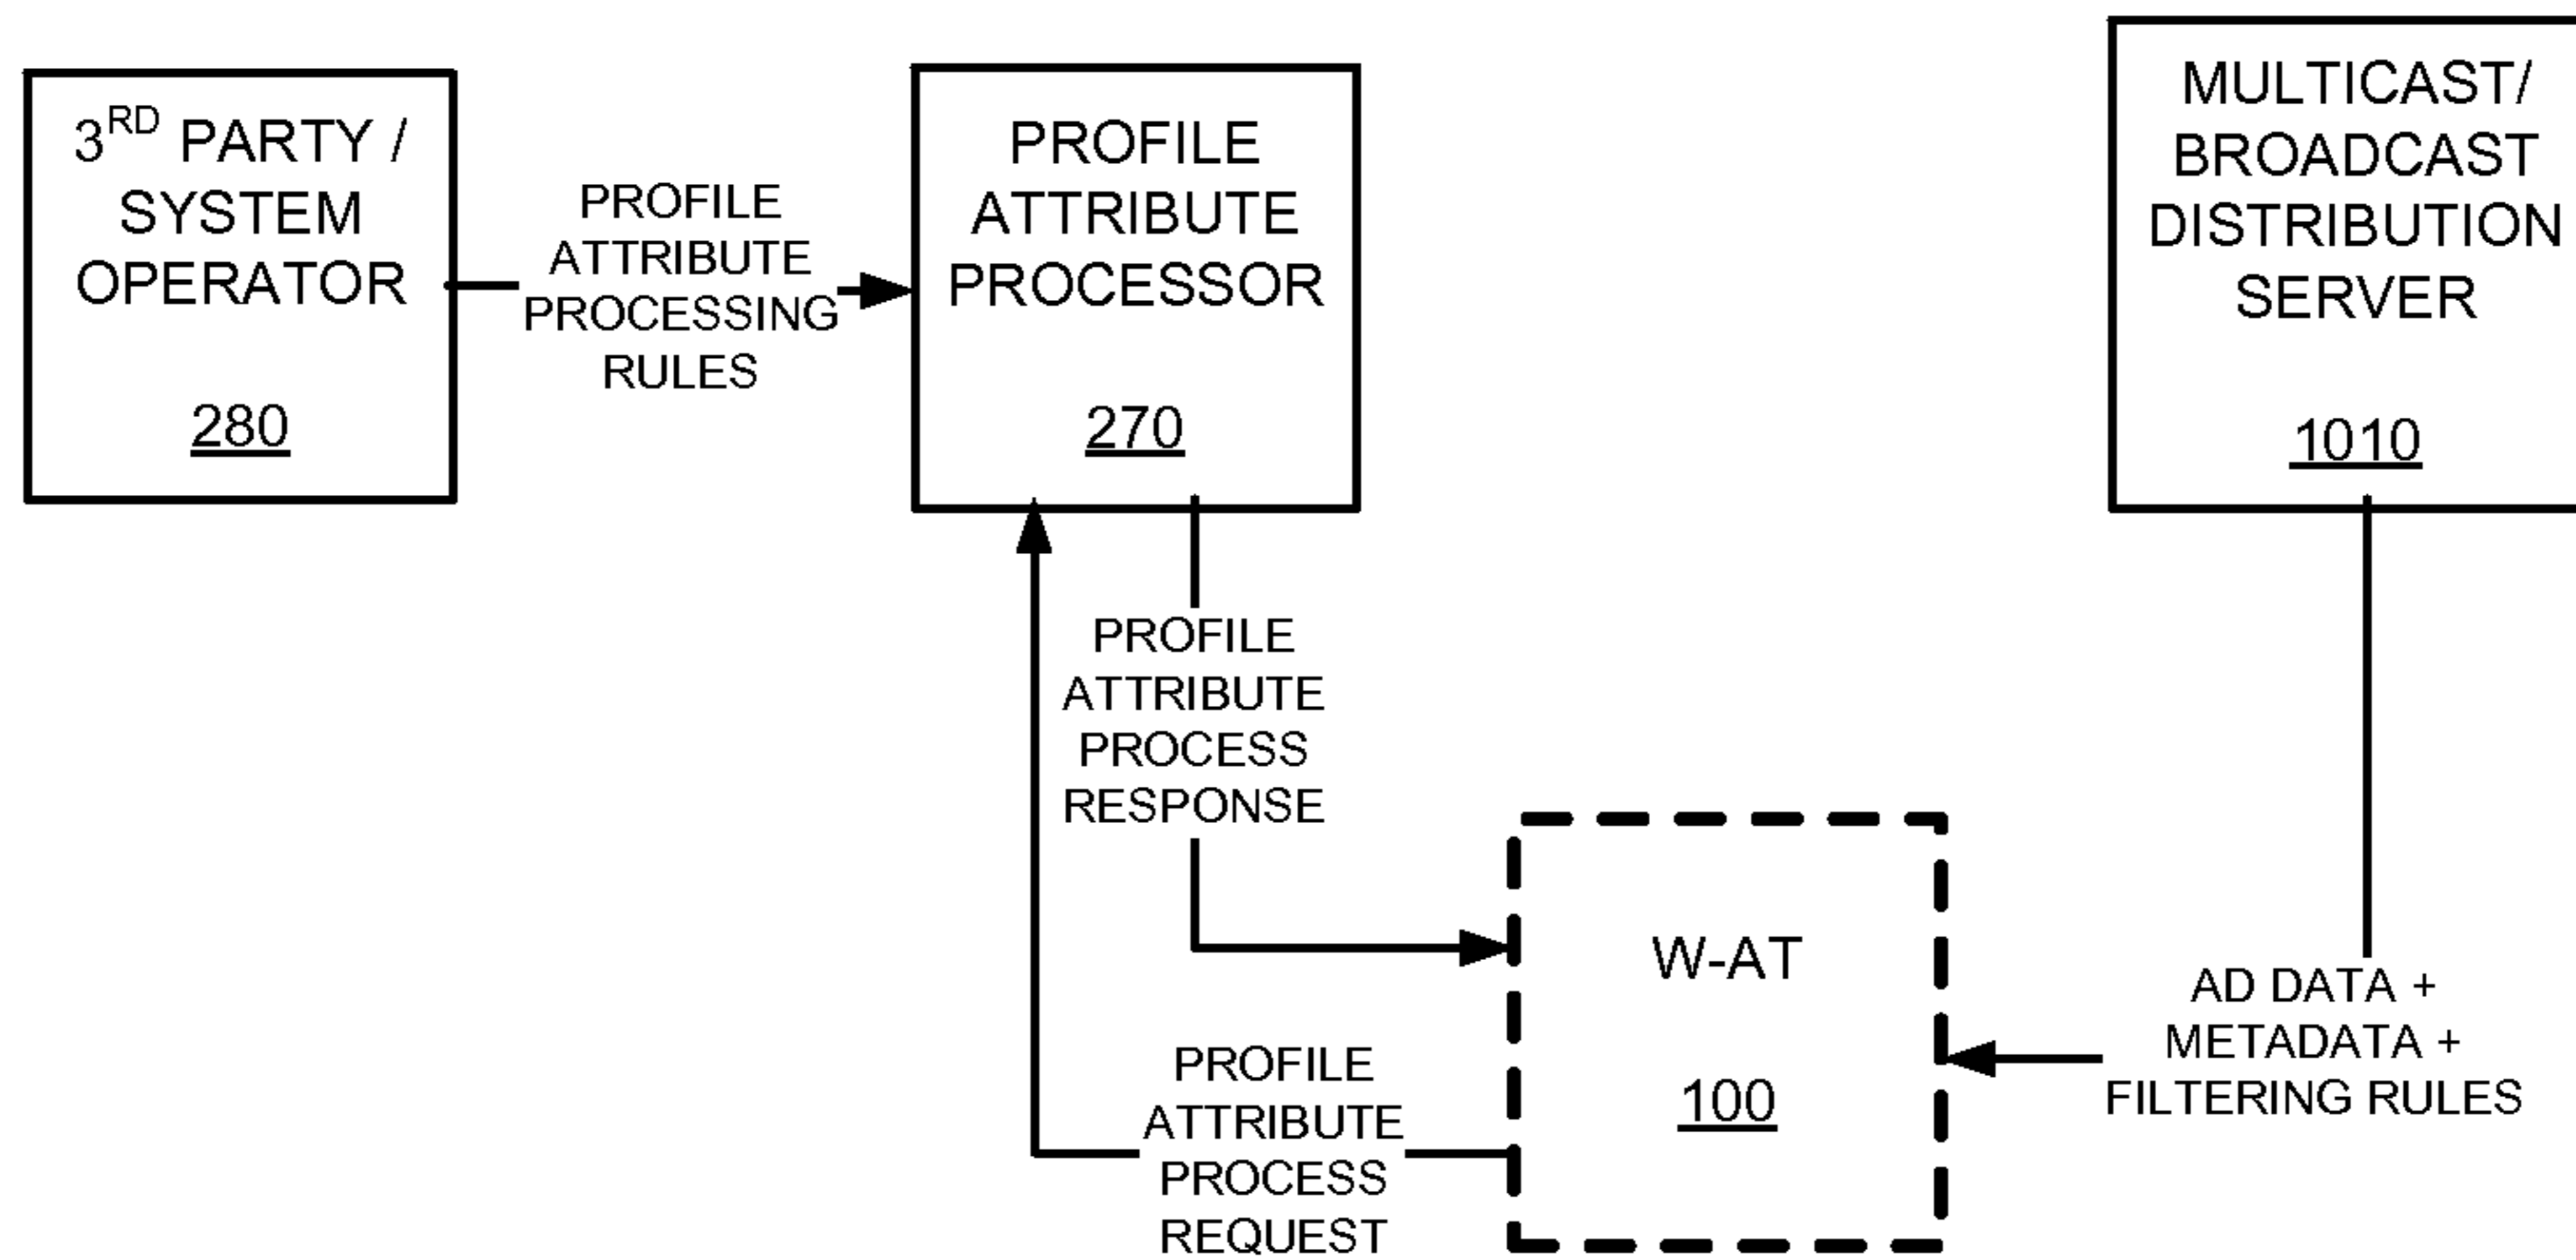 3RD PARTY /
SYSTEM
OPERATOR
280
PROFILE
ATTRIBUTE
PROCESSING
RULES
PROFILE
ATTRIBUTE
PROCESSOR
270
MULTICAST/
BROADCAST
DISTRIBUTION
SERVER
1010
PROFILE
ATTRIBUTE
PROCESS
RESPONSE
W-AT
100
AD DATA +
METADATA +
FILTERING RULES
PROFILE
ATTRIBUTE
PROCESS
REQUEST